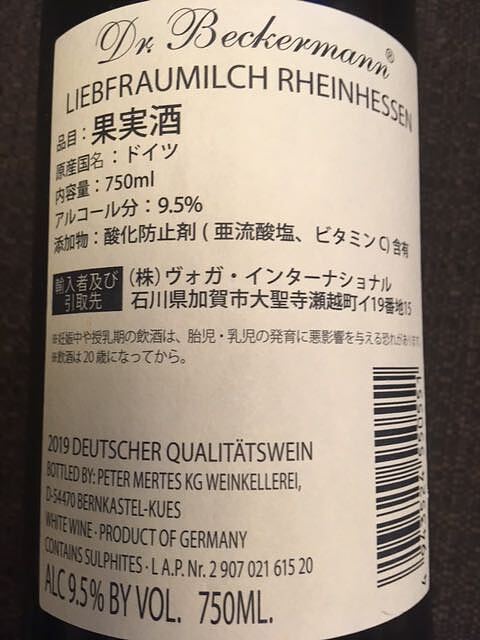 Dr. Beckermann®
LIEBFRAUMILCH RHEINHESSEN
品目：果実酒
原産国名：ドイツ
内容量：750ml
アルコール分：9.5%
添加物：酸化防止剤 ( 亜流酸塩、ビタミンC) 含有
輸入者及び
引取先
(株) ヴォガ・インターナショナル
石川県加賀市大聖寺瀬越町イ19番地15
※妊娠中や授乳期の飲酒は、胎児・乳児の発育に悪影響を与える恐れがあります。
※飲酒は20歳になってから。
2019 DEUTSCHER QUALITÄTSWEIN
BOTTLED BY: PETER MERTES KG WEINKELLEREI,
D-54470 BERNKASTEL-KUES
WHITE WINE · PRODUCT OF GERMANY
CONTAINS SULPHITES · L A.P. Nr. 2 907 021 615 20
ALC 9.5% BY VOL. 750ML.